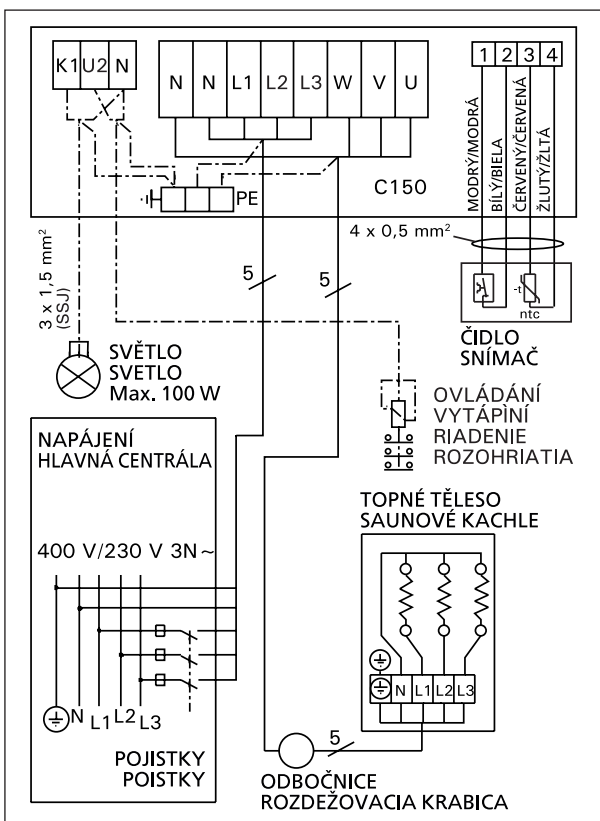 K1 U2 N
N N L1 L2 L3 W V U
1 2 3 4
MODRÝ/MODRÁ
BÍLÝ/BIELA
ČERVENÝ/ČERVENÁ
ŽLUTÝ/ŽLTÁ
PE
C150
4 x 0,5 mm²
3 x 1,5 mm²
(SSJ)
5
5
-t
ntc
ČIDLO
SNÍMAČ
SVĚTLO
SVETLO
Max. 100 W
OVLÁDÁNÍ
VYTÁPÌNÍ
RIADENIE
ROZOHRIATIA
NAPÁJENÍ
HLAVNÁ CENTRÁLA
TOPNÉ TĚLESO
SAUNOVÉ KACHLE
400 V/230 V 3N~
N L1 L2 L3
N L1 L2 L3
POJISTKY
POISTKY
5
ODBOČNICE
ROZDEŽOVACIA KRABICA